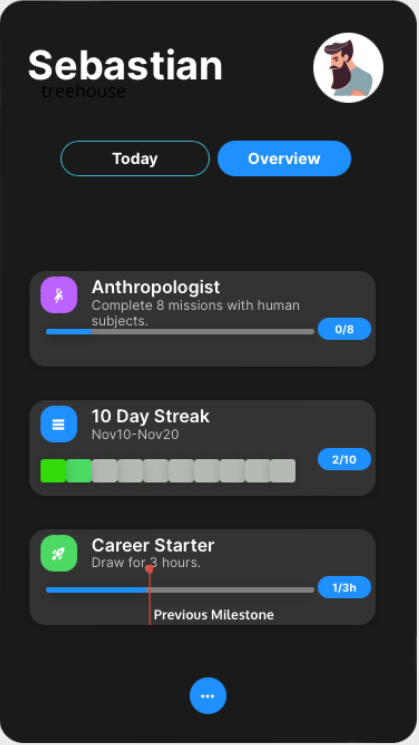 Sebastian
treehouse
Today
Overview
Anthropologist
Complete 8 missions with human
subjects.
0/8
10 Day Streak
Nov10-Nov20
2/10
Career Starter
Draw for 3 hours.
1/3h
Previous Milestone